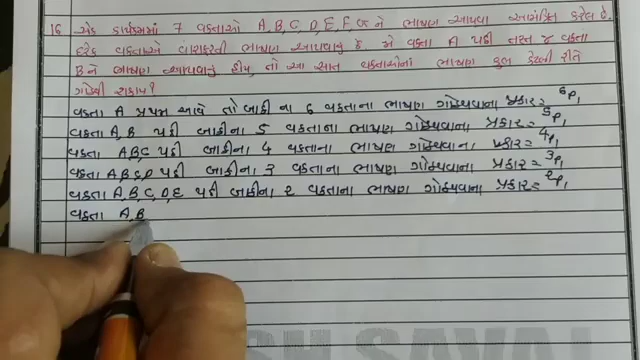 16 એક કાર્યક્રમમાં 7 વક્તાઓ A, B, C, D, E, F, G ને ભાષણ આપવા આમંત્રિત કરેલ છે.
દરેક વક્તાએ વારાફરતી ભાષણ આપવાનું છે. જો વક્તા A પછી તરત જ વક્તા
B ને ભાષણ આપવાનું હોય, તો આ સાત વક્તાઓનાં ભાષણ કુલ કેટલી રીતે
ગોઠવી શકાય?
વક્તા A પ્રથમ આવે તો બાકી ના 6 વક્તાના ભાષણ ગોઠવવાના પ્રકાર = ⁶P₁
વક્તા A, B પછી બાકીના 5 વક્તાના ભાષણ ગોઠવવાના પ્રકાર = ⁵P₁
વક્તા A,B,C પછી બાકીના 4 વક્તાના ભાષણ ગોઠવવાના પ્રકાર = ⁴P₁
વક્તા A,B,C,D પછી બાકીના 3 વક્તાના ભાષણ ગોઠવવાના પ્રકાર = ³P₁
વક્તા A, B, C, D, E પછી બાકીના ૨ વક્તાના ભાષણ ગોઠવવાના પ્રકાર = ²P₁
વક્તા A, B